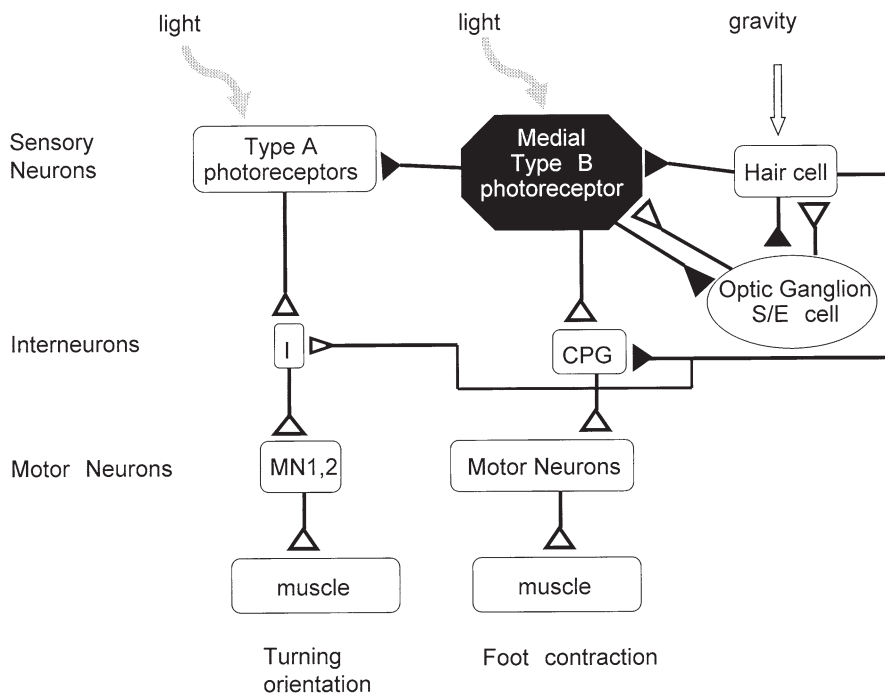 light
light
gravity
Sensory
Neurons
Type A
photoreceptors
Medial
Type B
photoreceptor
Hair cell
Optic Ganglion
S/E cell
Interneurons
I
CPG
Motor Neurons
MN1,2
Motor Neurons
muscle
muscle
Turning
orientation
Foot contraction